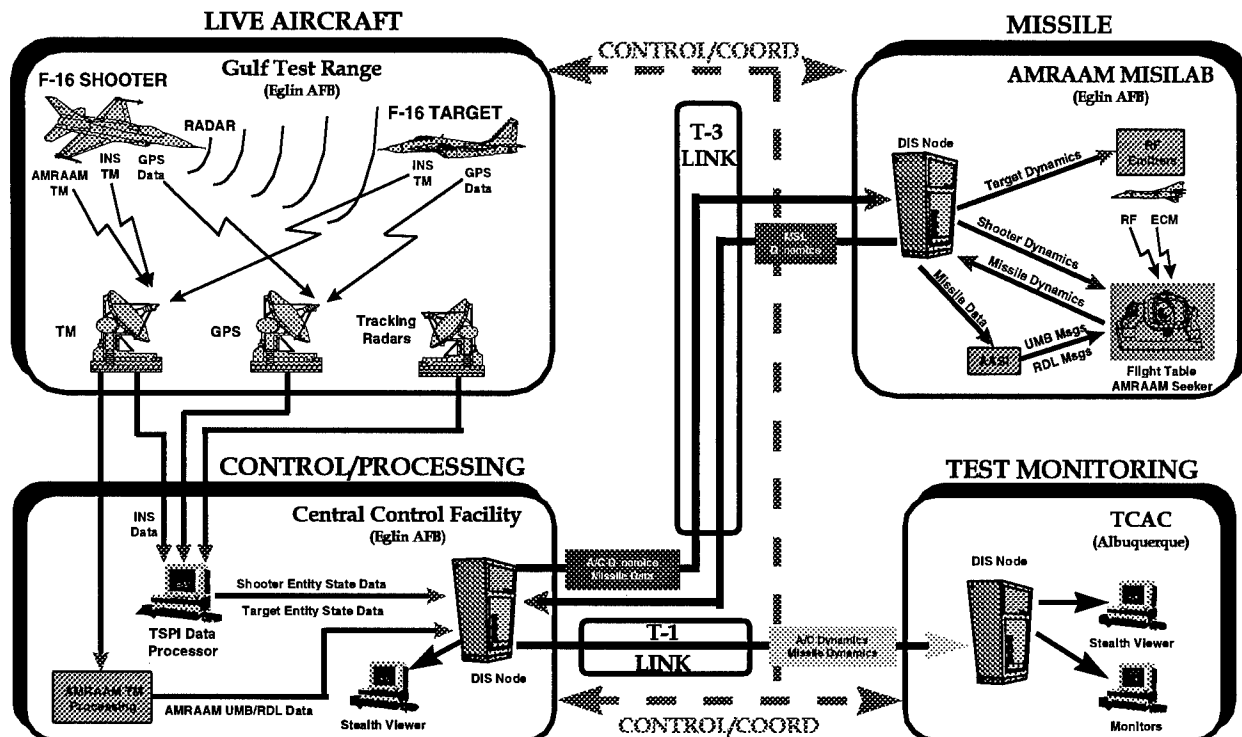 LIVE AIRCRAFT
Gulf Test Range
(Eglin AFB)
F-16 SHOOTER
RADAR
F-16 TARGET
AMRAAM
TM
INS
TM
GPS
Data
INS
TM
GPS
Data
TM
GPS
Tracking
Radars
CONTROL/COORD
T-3
LINK
MISSILE
AMRAAM MISILAB
(Eglin AFB)
DIS Node
RF
Emitters
Target Dynamics
RF
ECM
Shooter Dynamics
Missile Dynamics
Missile Data
UMB Msgs
RDL Msgs
Flight Table
AMRAAM Seeker
Dynamics
CONTROL/PROCESSING
Central Control Facility
(Eglin AFB)
INS
Data
TSPI Data
Processor
Shooter Entity State Data
Target Entity State Data
AMRAAM TM
Processing
AMRAAM UMB/RDL Data
Stealth Viewer
DIS Node
A/C Dynamics
Missile Data
T-1
LINK
A/C Dynamics
Missile Dynamics
CONTROL/COORD
TEST MONITORING
TCAC
(Albuquerque)
DIS Node
Stealth Viewer
Monitors